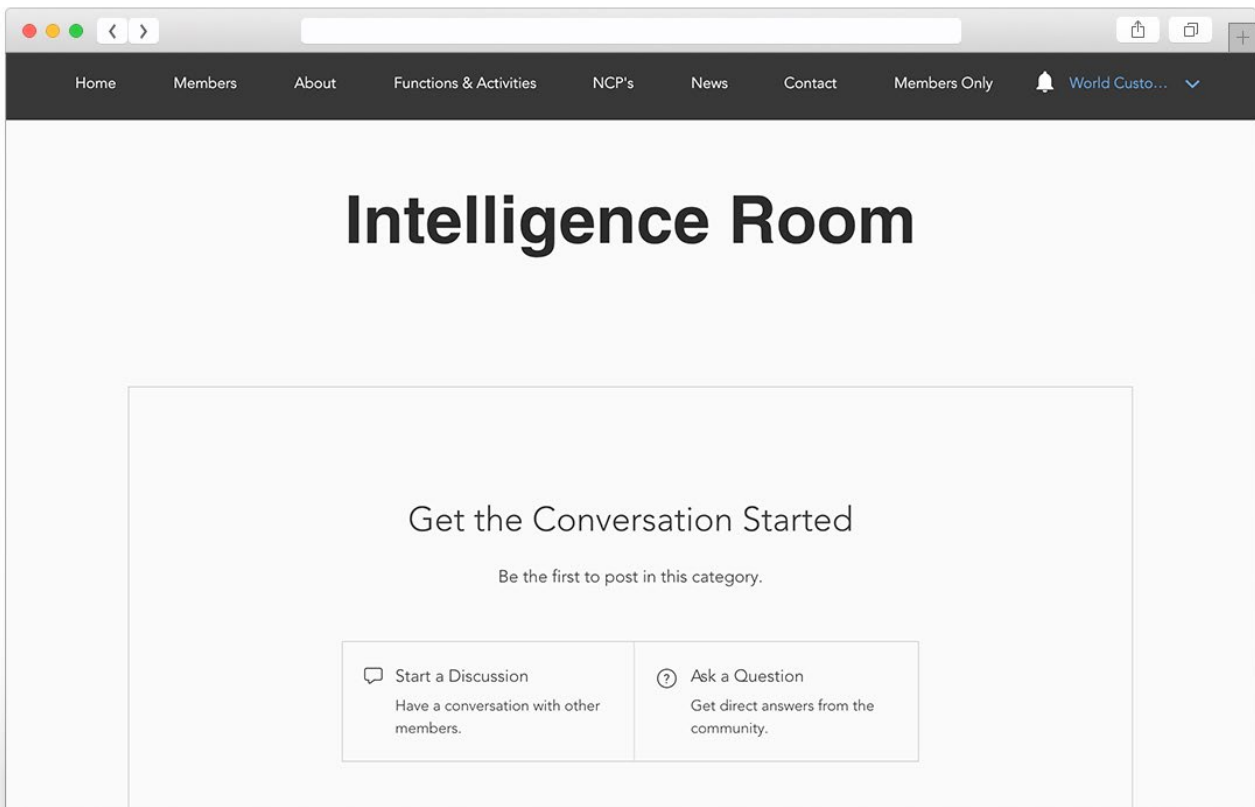 Home Members About Functions & Activities NCP's News Contact Members Only World Custo...
Intelligence Room
Get the Conversation Started
Be the first to post in this category.
Start a Discussion
Have a conversation with other
members.
Ask a Question
Get direct answers from the
community.